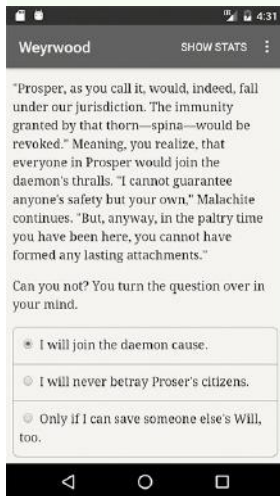 4:31
Weyrwood SHOW STATS
"Prosper, as you call it, would, indeed, fall
under our jurisdiction. The immunity
granted by that thorn—spina—would be
revoked." Meaning, you realize, that
everyone in Prosper would join the
daemon's thralls. "I cannot guarantee
anyone's safety but your own," Malachite
continues. "But, anyway, in the paltry time
you have been here, you cannot have
formed any lasting attachments."
Can you not? You turn the question over in
your mind.
I will join the daemon cause.
I will never betray Proser's citizens.
Only if I can save someone else's Will,
too.